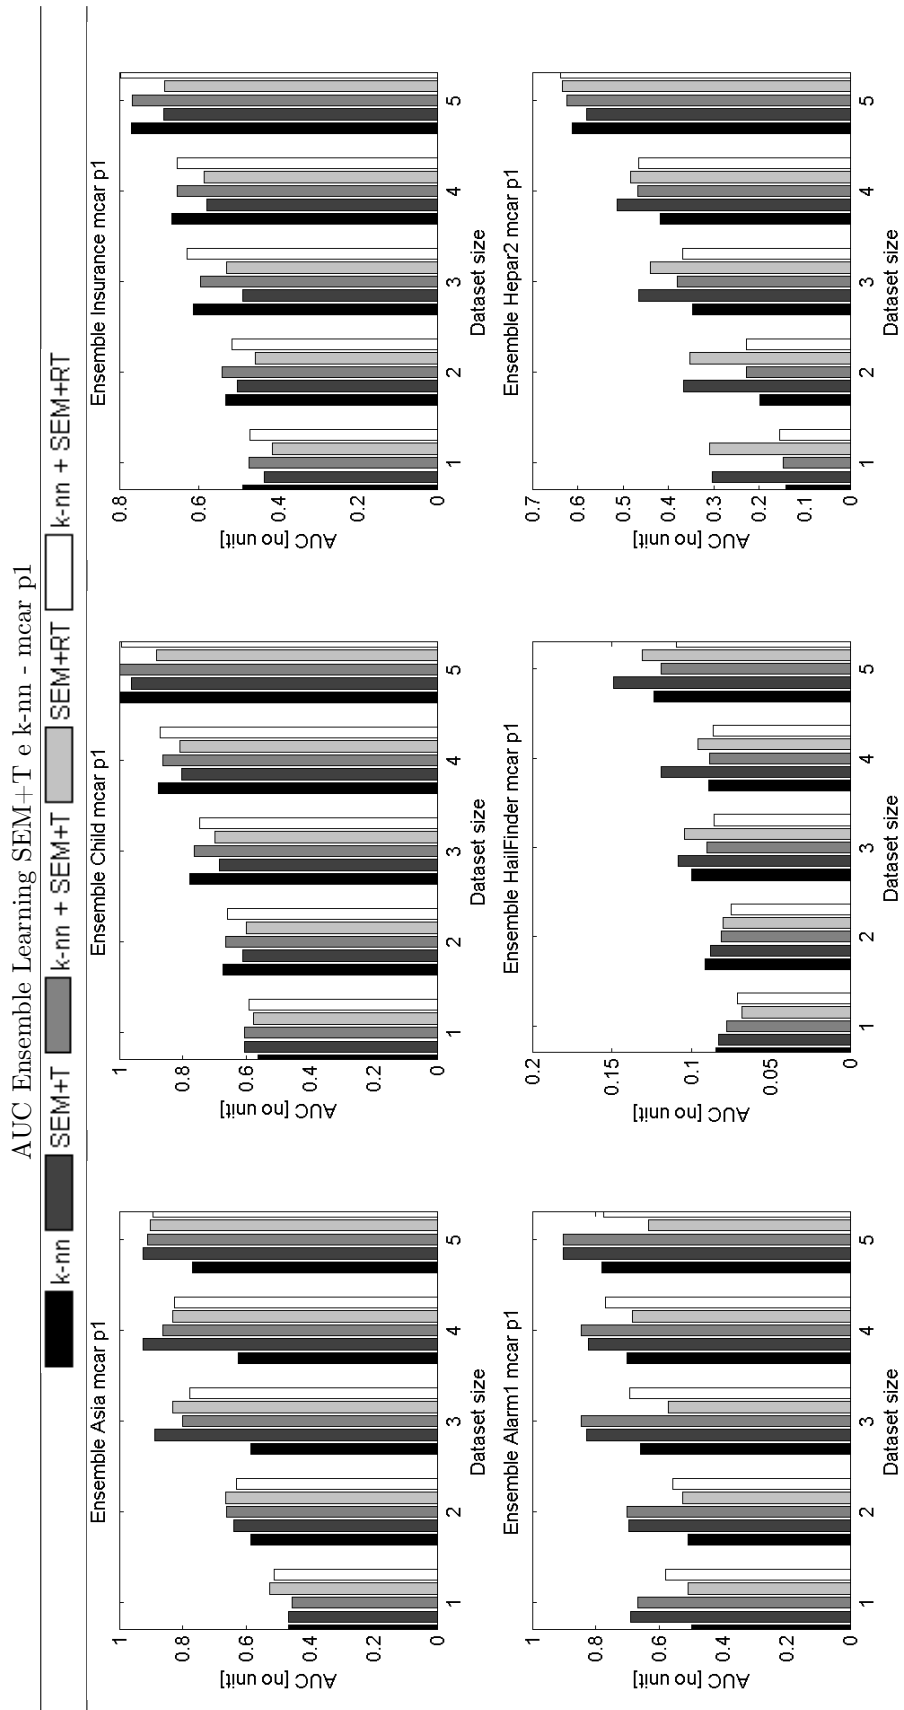 AUC Ensemble Learning SEM+T e k-nn - mcar p1
k-nn SEM+T k-nn + SEM+T SEM+RT k-nn + SEM+RT
Ensemble Asia mcar p1
AUC [no unit]
1
0.8
0.6
0.4
0.2
0
1 2 3 4 5
Dataset size
Ensemble Child mcar p1
AUC [no unit]
1
0.8
0.6
0.4
0.2
0
1 2 3 4 5
Dataset size
Ensemble Insurance mcar p1
AUC [no unit]
0.8
0.6
0.4
0.2
0
1 2 3 4 5
Dataset size
Ensemble Alarm1 mcar p1
AUC [no unit]
1
0.8
0.6
0.4
0.2
0
1 2 3 4 5
Dataset size
Ensemble HailFinder mcar p1
AUC [no unit]
0.2
0.15
0.1
0.05
0
1 2 3 4 5
Dataset size
Ensemble Hepar2 mcar p1
AUC [no unit]
0.7
0.6
0.5
0.4
0.3
0.2
0.1
0
1 2 3 4 5
Dataset size